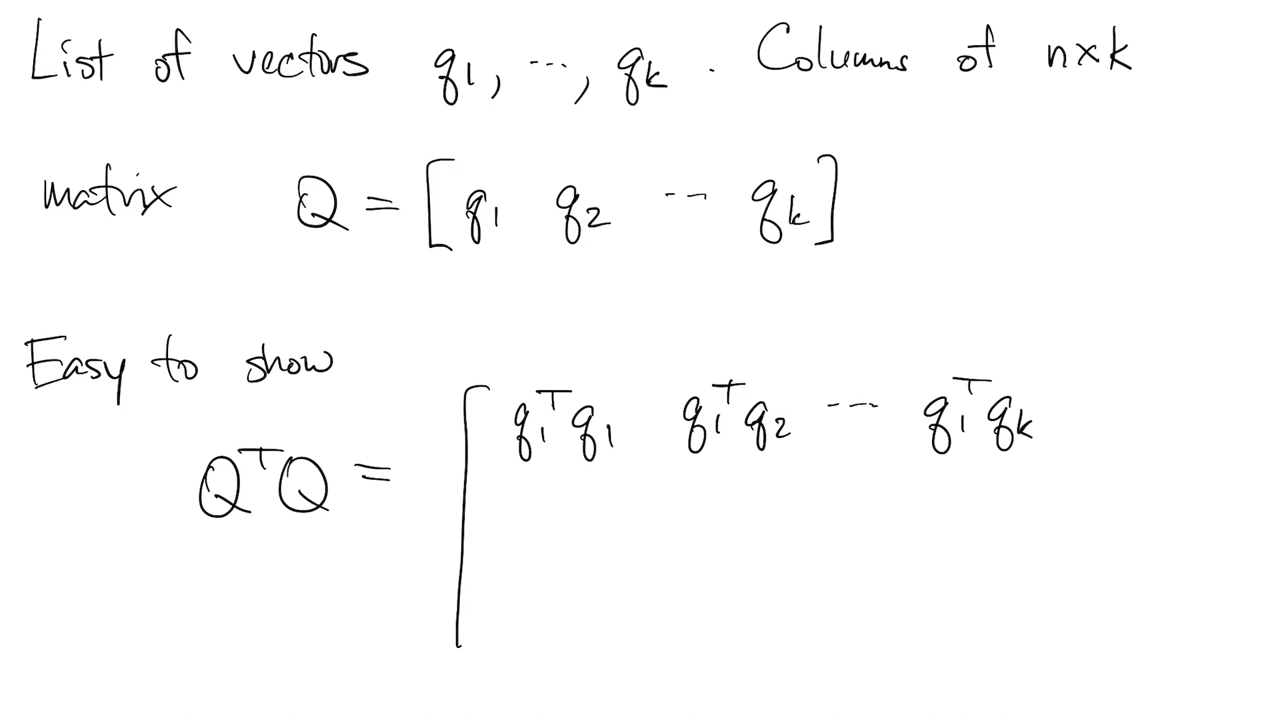 List of vectors q₁, ..., qₖ. Columns of n×k
matrix Q = [q₁ q₂ ... qₖ]
Easy to show
QᵀQ = [q₁ᵀq₁ q₁ᵀq₂ ... q₁ᵀqₖ